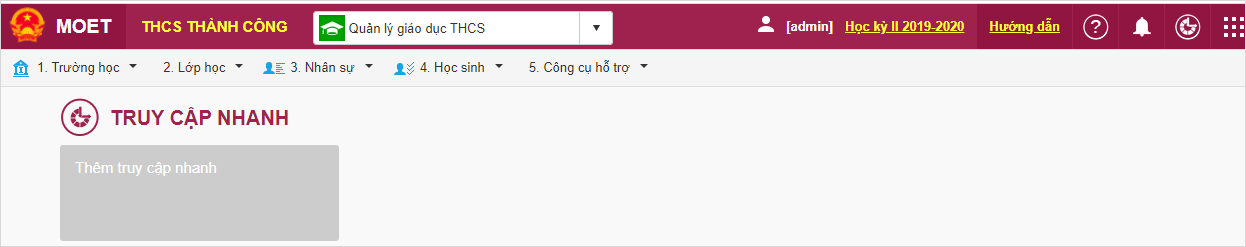 MOET THCS THÀNH CÔNG Quản lý giáo dục THCS [admin] Học kỳ II 2019-2020 Hướng dẫn ?
1. Trường học 2. Lớp học 3. Nhân sự 4. Học sinh 5. Công cụ hỗ trợ
TRUY CẬP NHANH
Thêm truy cập nhanh